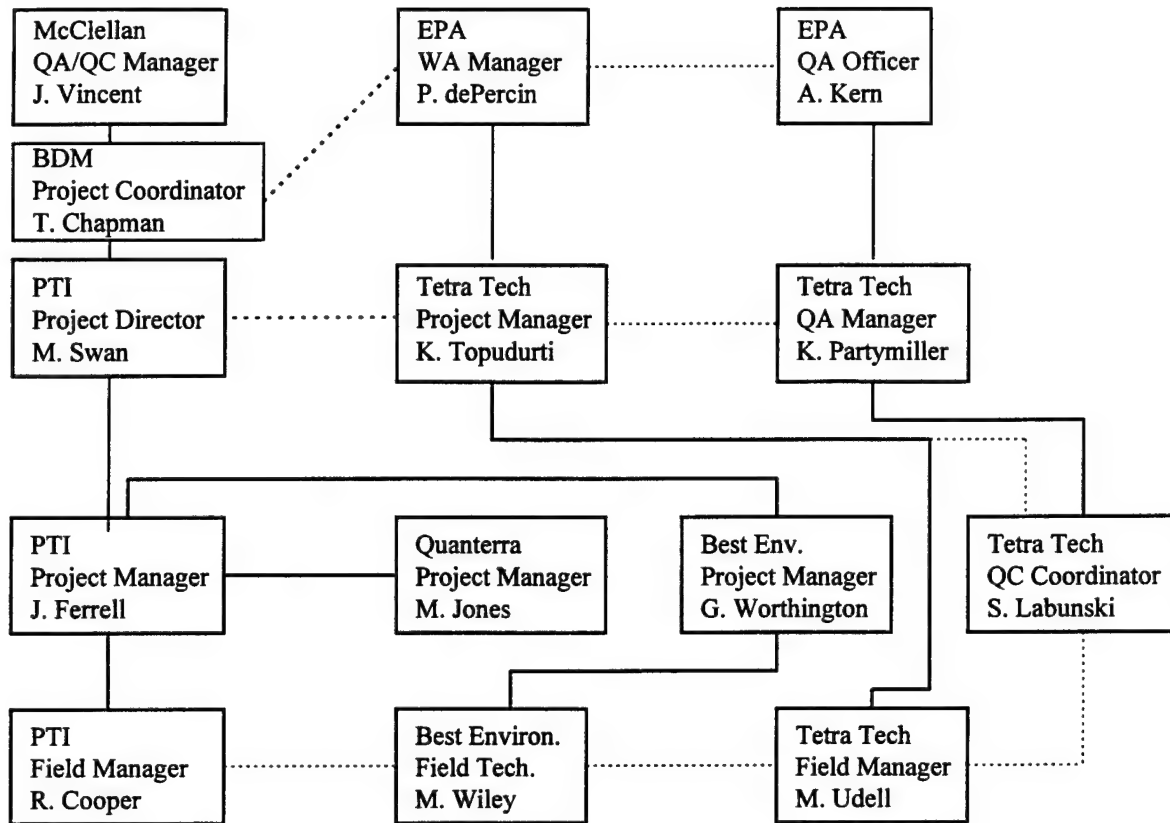 McClellan
QA/QC Manager
J. Vincent
EPA
WA Manager
P. dePercin
EPA
QA Officer
A. Kern
BDM
Project Coordinator
T. Chapman
PTI
Project Director
M. Swan
Tetra Tech
Project Manager
K. Topudurti
Tetra Tech
QA Manager
K. Partymiller
PTI
Project Manager
J. Ferrell
Quanterra
Project Manager
M. Jones
Best Env.
Project Manager
G. Worthington
Tetra Tech
QC Coordinator
S. Labunski
PTI
Field Manager
R. Cooper
Best Environ.
Field Tech.
M. Wiley
Tetra Tech
Field Manager
M. Udell